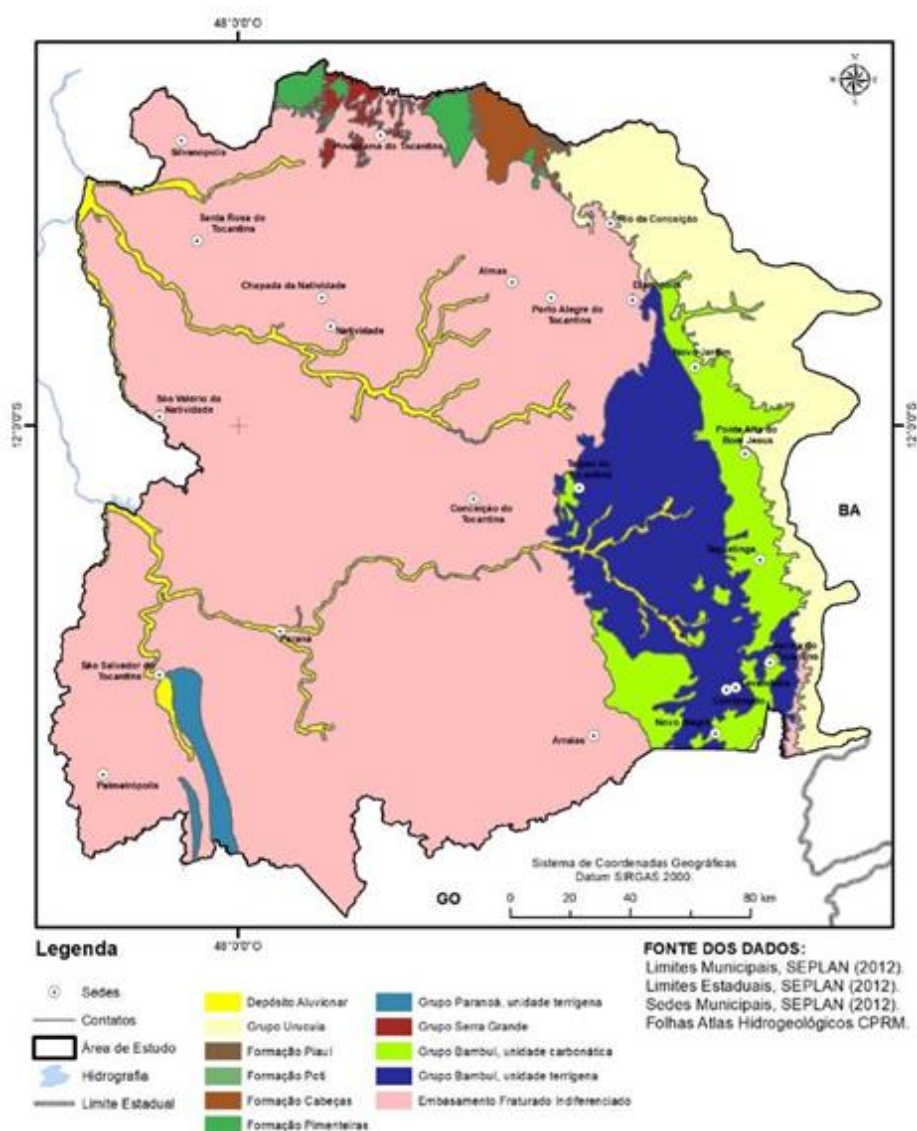 48°0'0"O
Silvanópolis
Pindorama do Tocantins
Santa Rosa do
Tocantins
Rio da Conceição
Chapada da Natividade
Almas
Porto Alegre do
Tocantins
Dianópolis
Natividade
Novo Jardim
São Valério da
Natividade
12°0'0"S
12°0'0"S
Ponte Alta do
Bom Jesus
Conceição do
Tocantins
BA
Taguatinga
Paranã
São Salvador do
Tocantins
Novo Alegre
Arraias
Palmeirópolis
Sistema de Coordenadas Geográficas
Datum SIRGAS 2000
GO
0 20 40 80 km
48°0'0"O
Legenda
Sedes
Contatos
Área de Estudo
Hidrografia
Limite Estadual
Depósito Aluvionar
Grupo Urucuia
Formação Piauí
Formação Poti
Formação Cabeças
Formação Pimenteiras
Grupo Paranoá, unidade terrígena
Grupo Serra Grande
Grupo Bambuí, unidade carbonática
Grupo Bambuí, unidade terrígena
Embasamento Fraturado Indiferenciado
FONTE DOS DADOS:
Limites Municipais, SEPLAN (2012).
Limites Estaduais, SEPLAN (2012).
Sedes Municipais, SEPLAN (2012).
Folhas Atlas Hidrogeológicos CPRM.